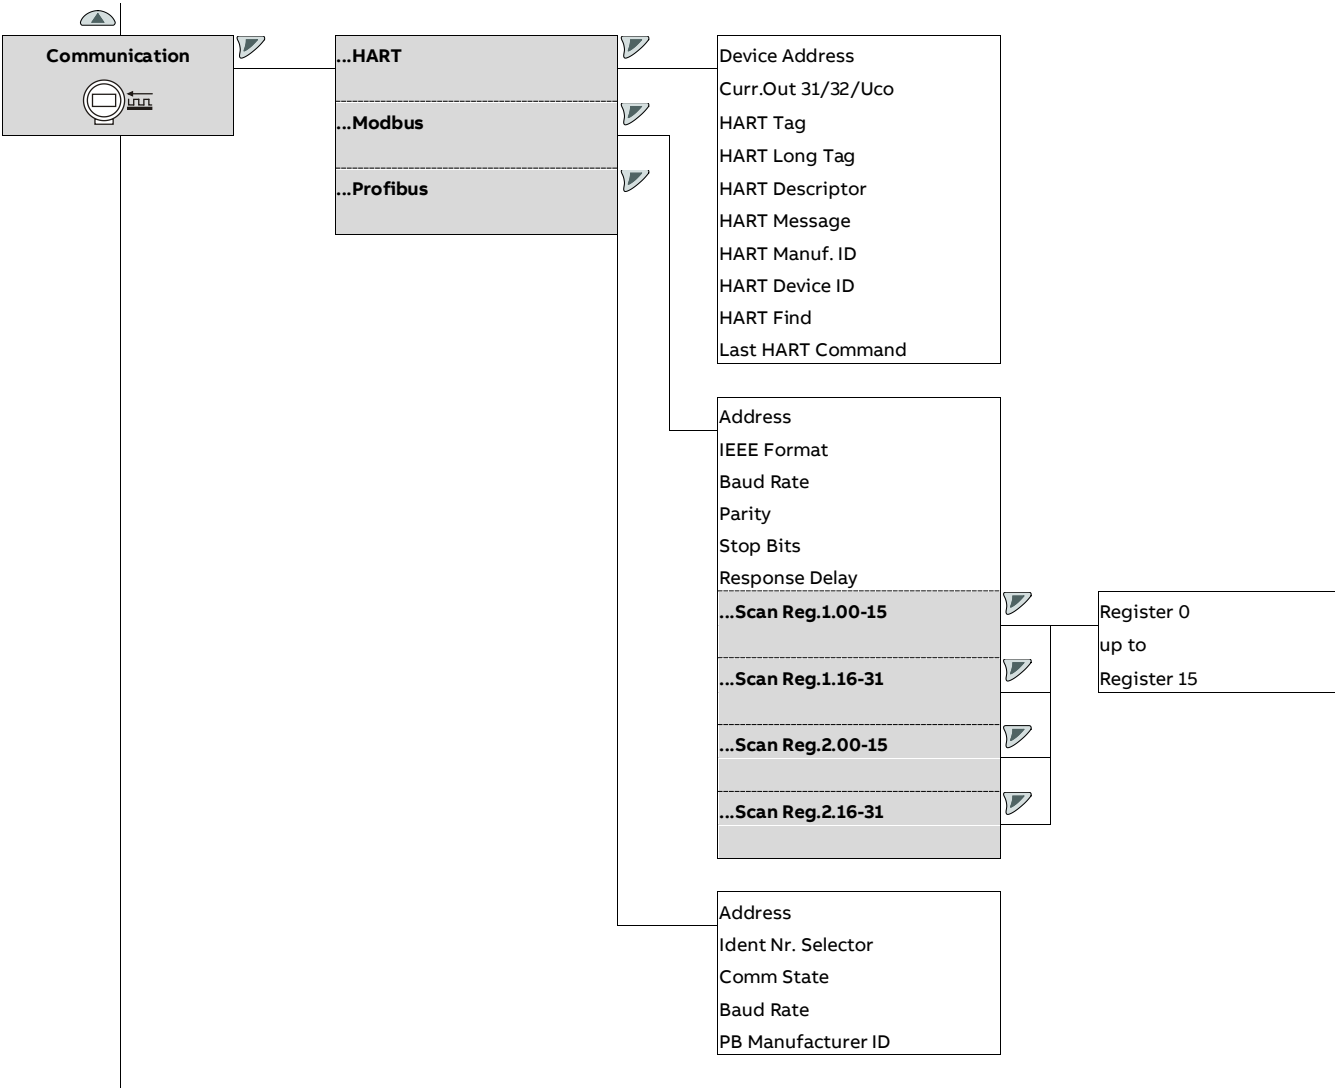 Communication
...HART
...Modbus
...Profibus
Device Address
Curr.Out 31/32/Uco
HART Tag
HART Long Tag
HART Descriptor
HART Message
HART Manuf. ID
HART Device ID
HART Find
Last HART Command
Address
IEEE Format
Baud Rate
Parity
Stop Bits
Response Delay
...Scan Reg.1.00-15
...Scan Reg.1.16-31
...Scan Reg.2.00-15
...Scan Reg.2.16-31
Register 0
up to
Register 15
Address
Ident Nr. Selector
Comm State
Baud Rate
PB Manufacturer ID